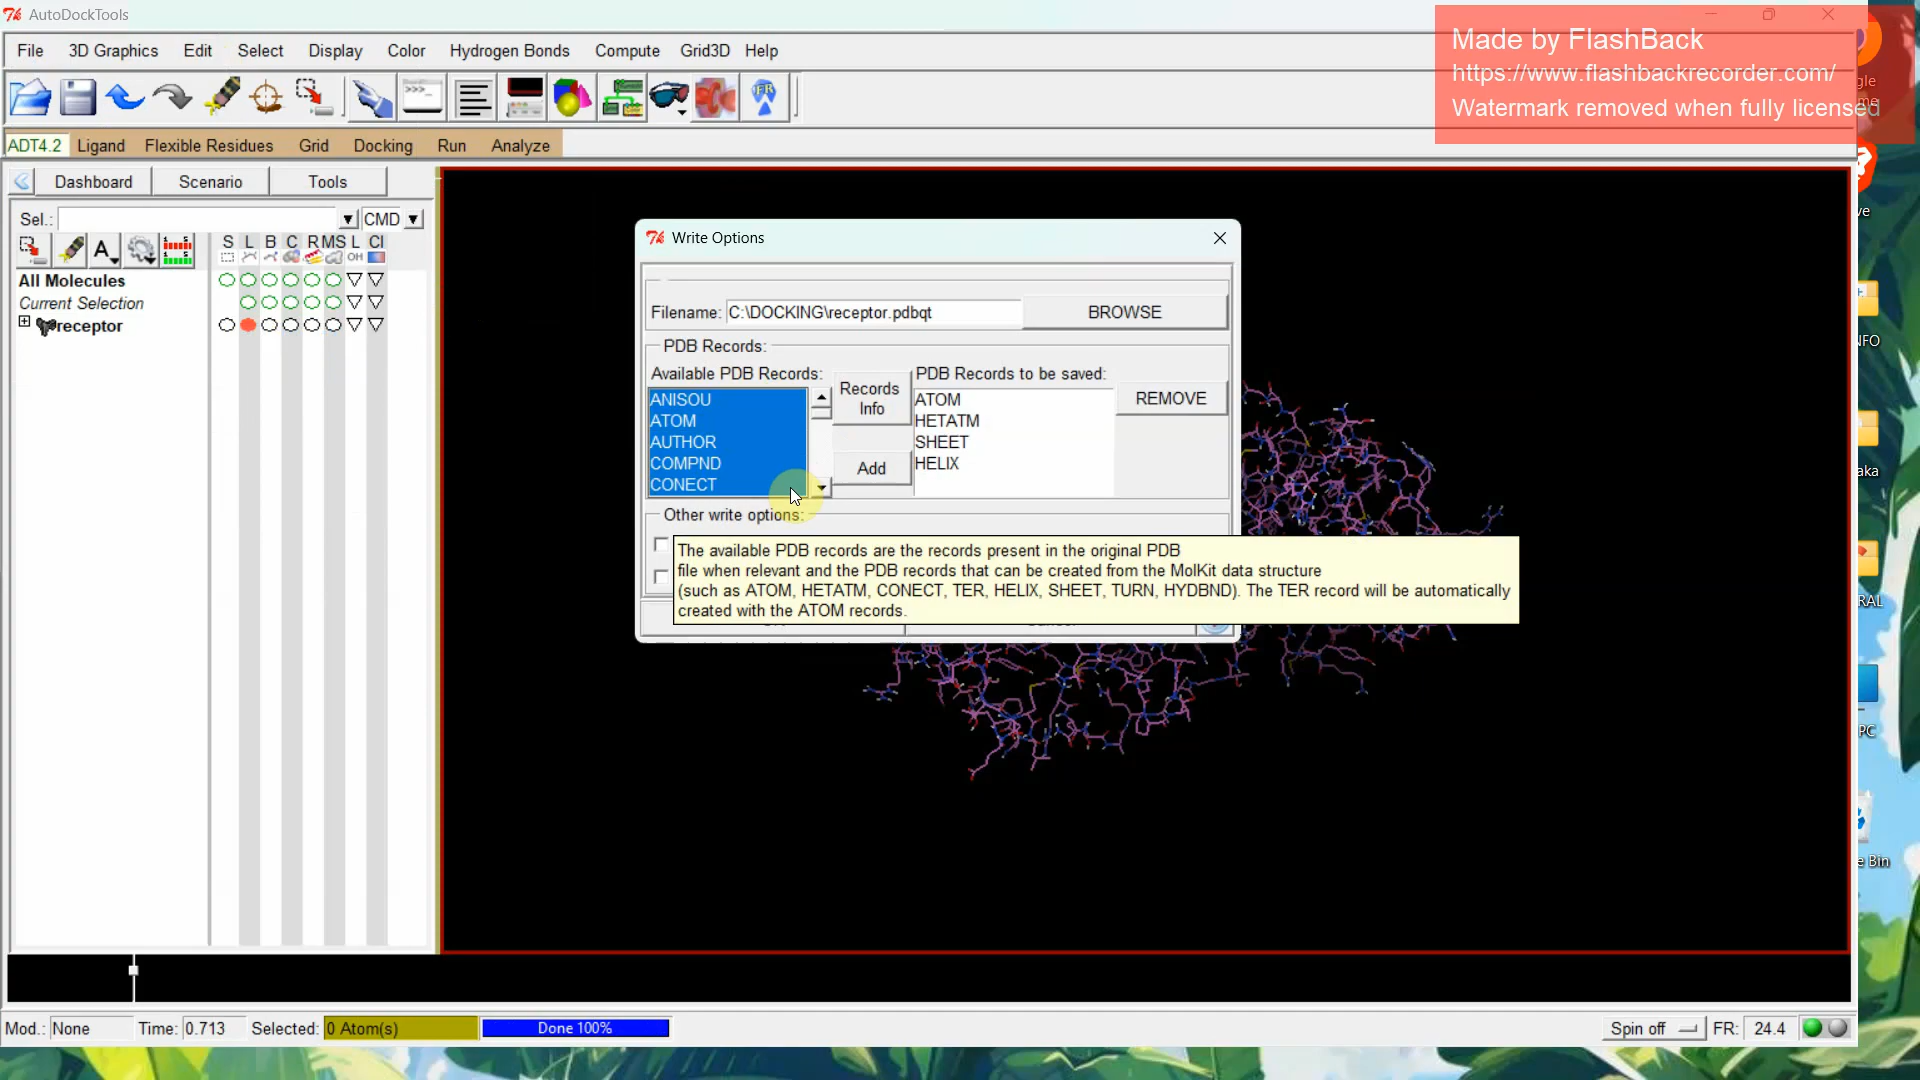 AutoDockTools
Made by FlashBack
https://www.flashbackrecorder.com/
Watermark removed when fully licensed
File 3D Graphics Edit Select Display Color Hydrogen Bonds Compute Grid3D Help
ADT4.2 Ligand Flexible Residues Grid Docking Run Analyze
Dashboard Scenario Tools
Sel.: CMD
S L B C R MS L Cl
All Molecules
Current Selection
receptor
Write Options
Filename: C:\DOCKING\receptor.pdbqt BROWSE
PDB Records:
Available PDB Records: PDB Records to be saved:
Records Info
Add
REMOVE
ANISOU
ATOM
AUTHOR
COMPND
CONECT
ATOM
HETATM
SHEET
HELIX
Other write options:
The available PDB records are the records present in the original PDB
file when relevant and the PDB records that can be created from the MolKit data structure
(such as ATOM, HETATM, CONECT, TER, HELIX, SHEET, TURN, HYDBND). The TER record will be automatically
created with the ATOM records.
Mod.: None Time: 0.713 Selected: 0 Atom(s) Done 100% Spin off FR: 24.4